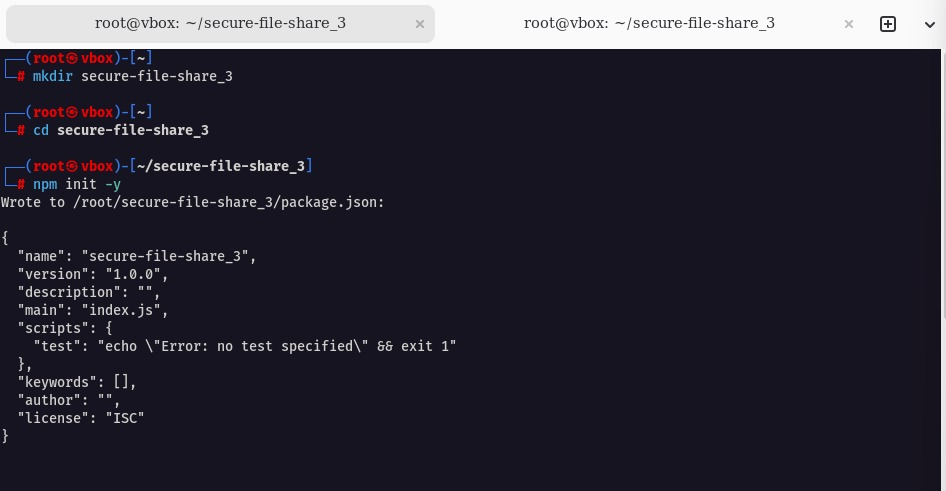 root@vbox: ~/secure-file-share_3 × root@vbox: ~/secure-file-share_3 ×
┌──(root㉿vbox)-[~]
└─# mkdir secure-file-share_3
┌──(root㉿vbox)-[~]
└─# cd secure-file-share_3
┌──(root㉿vbox)-[~/secure-file-share_3]
└─# npm init -y
Wrote to /root/secure-file-share_3/package.json:
{
  "name": "secure-file-share_3",
  "version": "1.0.0",
  "description": "",
  "main": "index.js",
  "scripts": {
    "test": "echo \"Error: no test specified\" && exit 1"
  },
  "keywords": [],
  "author": "",
  "license": "ISC"
}